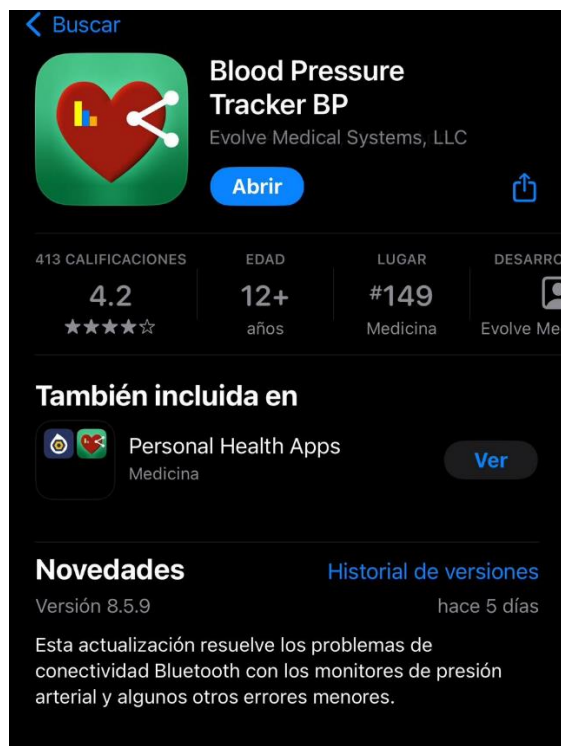 Buscar
Blood Pressure
Tracker BP
Evolve Medical Systems, LLC
Abrir
413 CALIFICACIONES
4.2
★★★★☆
EDAD
12+
años
LUGAR
#149
Medicina
DESARRO
Evolve Me
También incluida en
Personal Health Apps
Medicina
Ver
Novedades
Historial de versiones
Versión 8.5.9
hace 5 días
Esta actualización resuelve los problemas de
conectividad Bluetooth con los monitores de presión
arterial y algunos otros errores menores.